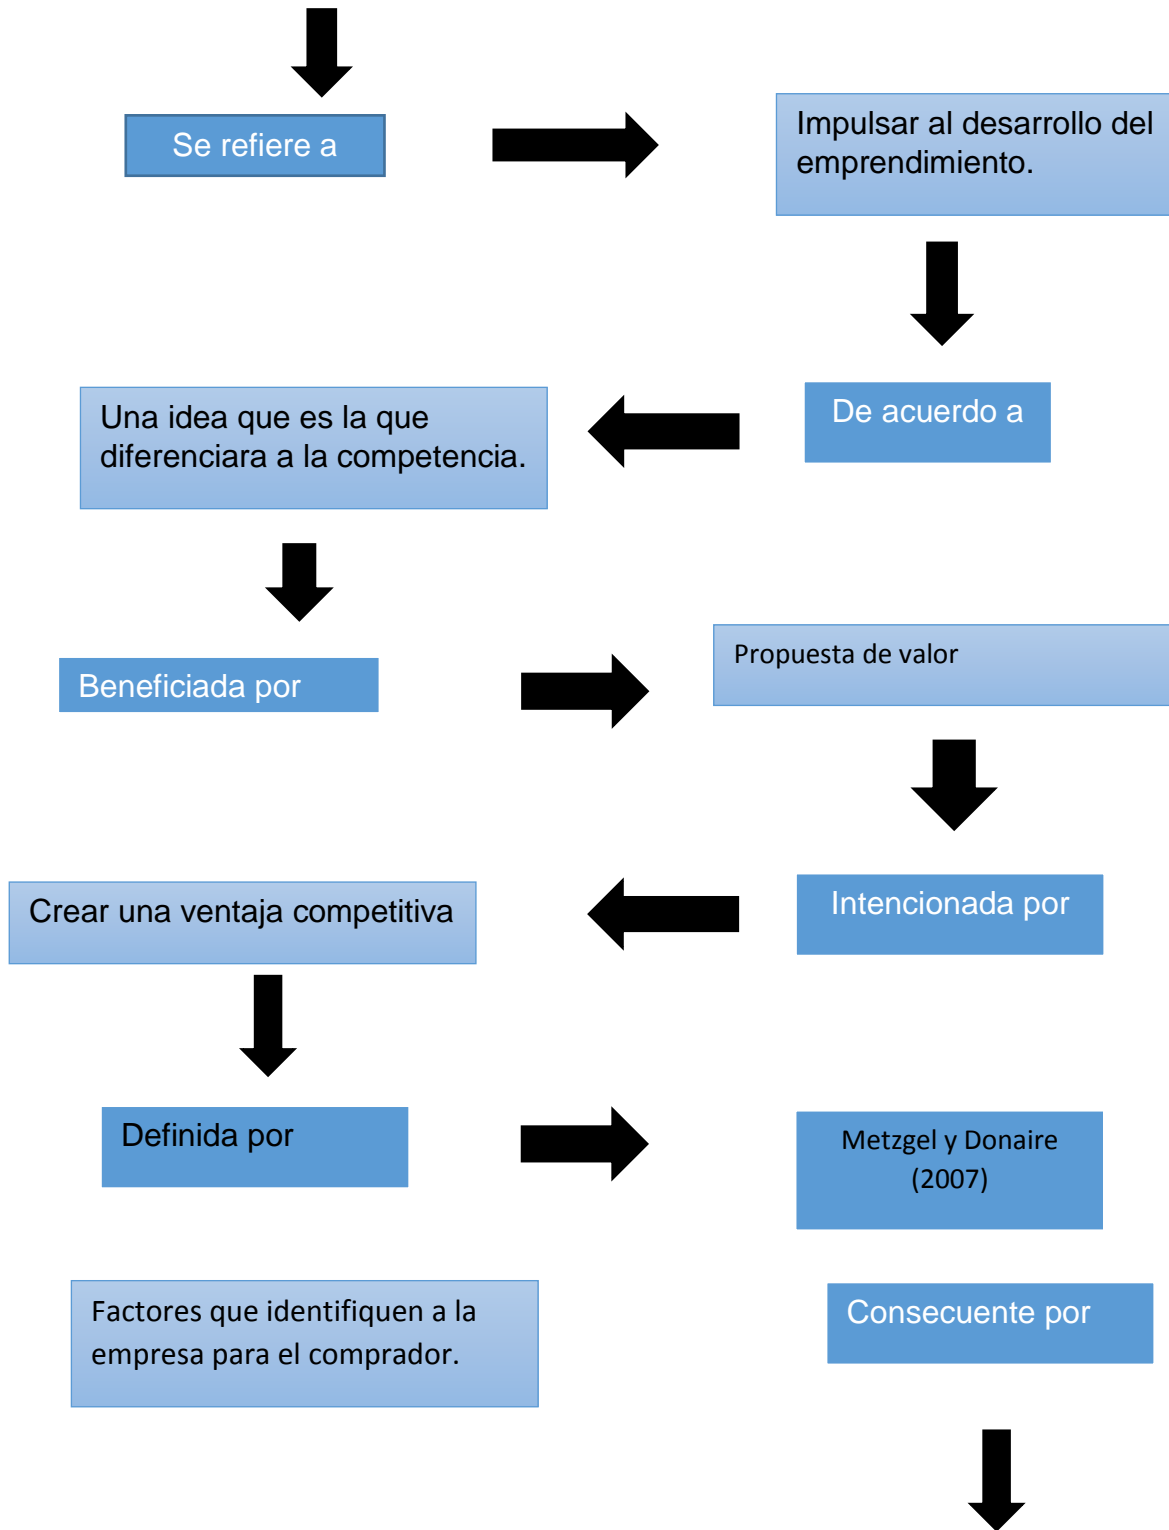 Se refiere a
Impulsar al desarrollo del
emprendimiento.
Una idea que es la que
diferenciara a la competencia.
De acuerdo a
Beneficiada por
Propuesta de valor
Crear una ventaja competitiva
Intencionada por
Definida por
Metzgel y Donaire
(2007)
Factores que identifiquen a la
empresa para el comprador.
Consecuente por